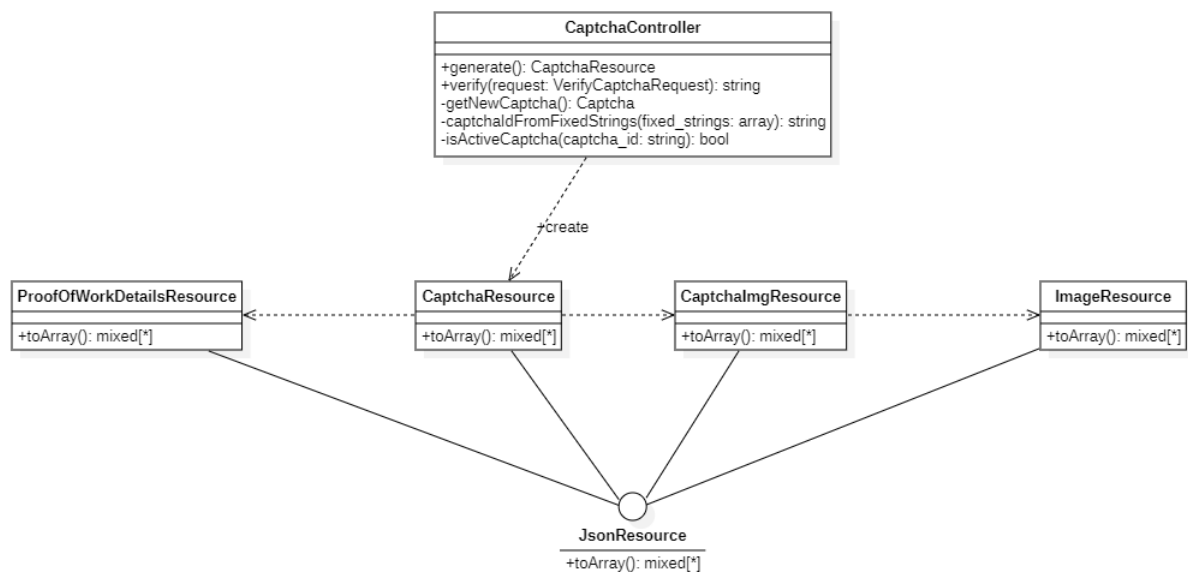 CaptchaController
+generate(): CaptchaResource
+verify(request: VerifyCaptchaRequest): string
-getNewCaptcha(): Captcha
-captchaIdFromFixedStrings(fixed_strings: array): string
-isActiveCaptcha(captcha_id: string): bool
+create
ProofOfWorkDetailsResource
+toArray(): mixed[*]
CaptchaResource
+toArray(): mixed[*]
CaptchaImgResource
+toArray(): mixed[*]
ImageResource
+toArray(): mixed[*]
JsonResource
+toArray(): mixed[*]